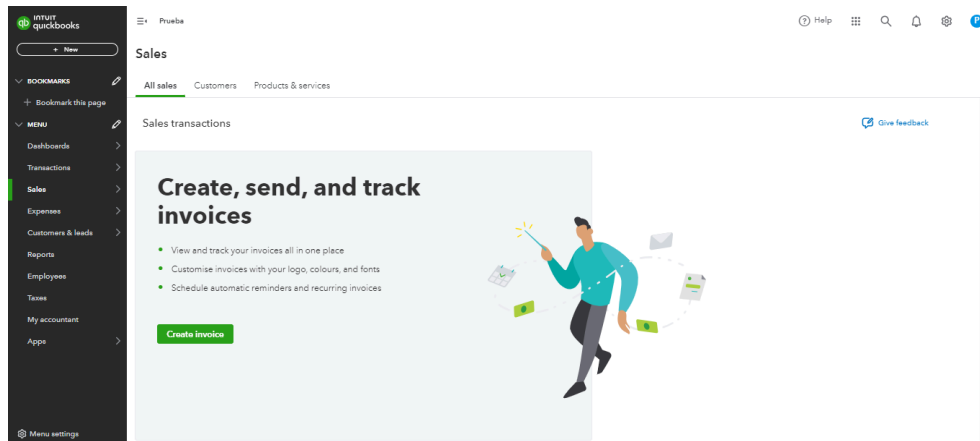 INTUIT
quickbooks
+ New
BOOKMARKS
+ Bookmark this page
MENU
Dashboards
Transactions
Sales
Expenses
Customers & leads
Reports
Employees
Taxes
My accountant
Apps
Menu settings
Prueba
Help
P
Sales
All sales Customers Products & services
Sales transactions
Give feedback
Create, send, and track
invoices
• View and track your invoices all in one place
• Customise invoices with your logo, colours, and fonts
• Schedule automatic reminders and recurring invoices
Create invoice